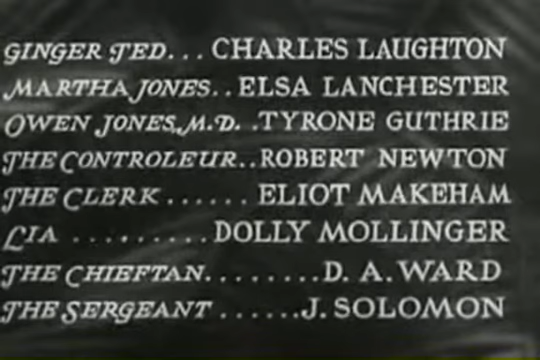 GINGER TED... CHARLES LAUGHTON
MARTHA JONES.. ELSA LANCHESTER
OWEN JONES, M.D. .. TYRONE GUTHRIE
THE CONTROLEUR.. ROBERT NEWTON
THE CLERK ...... ELIOT MAKEHAM
LIA .......... DOLLY MOLLINGER
THE CHIEFTAN........ D. A. WARD
THE SERGEANT ...... J. SOLOMON